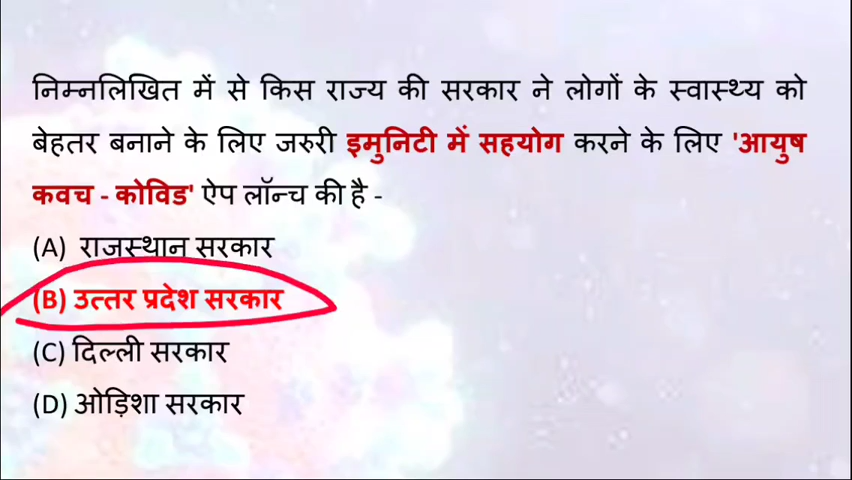 निम्नलिखित में से किस राज्य की सरकार ने लोगों के स्वास्थ्य को
बेहतर बनाने के लिए जरुरी इमुनिटी में सहयोग करने के लिए 'आयुष
कवच - कोविड' ऐप लॉन्च की है -
(A) राजस्थान सरकार
(B) उत्तर प्रदेश सरकार
(C) दिल्ली सरकार
(D) ओड़िशा सरकार